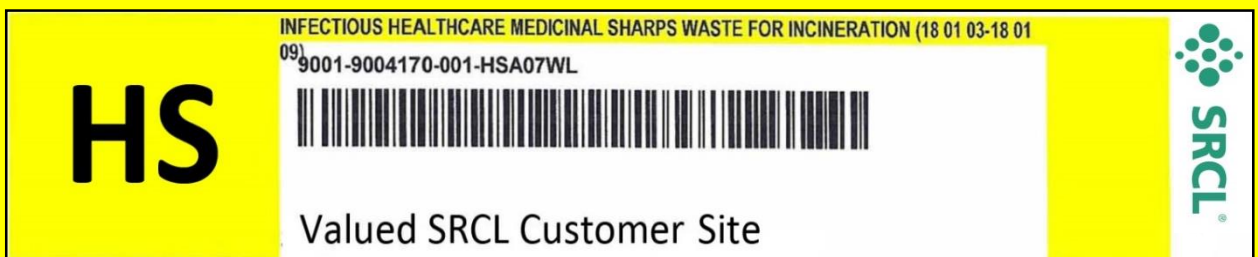 INFECTIOUS HEALTHCARE MEDICINAL SHARPS WASTE FOR INCINERATION (18 01 03-18 01
09)
9001-9004170-001-HSA07WL
HS
Valued SRCL Customer Site
SRCL®